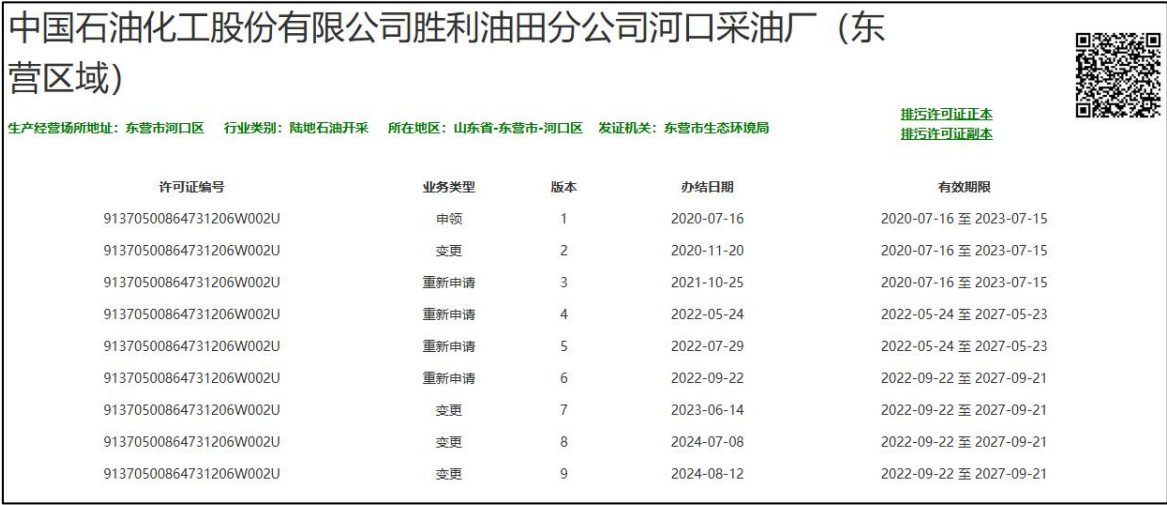 中国石油化工股份有限公司胜利油田分公司河口采油厂（东
营区域）
生产经营场所地址：东营市河口区 行业类别：陆地石油开采 所在地区：山东省-东营市-河口区 发证机关：东营市生态环境局
排污许可证正本
排污许可证副本
许可证编号 业务类型 版本 办结日期 有效期限
91370500864731206W002U 申领 1 2020-07-16 2020-07-16 至 2023-07-15
91370500864731206W002U 变更 2 2020-11-20 2020-07-16 至 2023-07-15
91370500864731206W002U 重新申请 3 2021-10-25 2020-07-16 至 2023-07-15
91370500864731206W002U 重新申请 4 2022-05-24 2022-05-24 至 2027-05-23
91370500864731206W002U 重新申请 5 2022-07-29 2022-05-24 至 2027-05-23
91370500864731206W002U 重新申请 6 2022-09-22 2022-09-22 至 2027-09-21
91370500864731206W002U 变更 7 2023-06-14 2022-09-22 至 2027-09-21
91370500864731206W002U 变更 8 2024-07-08 2022-09-22 至 2027-09-21
91370500864731206W002U 变更 9 2024-08-12 2022-09-22 至 2027-09-21